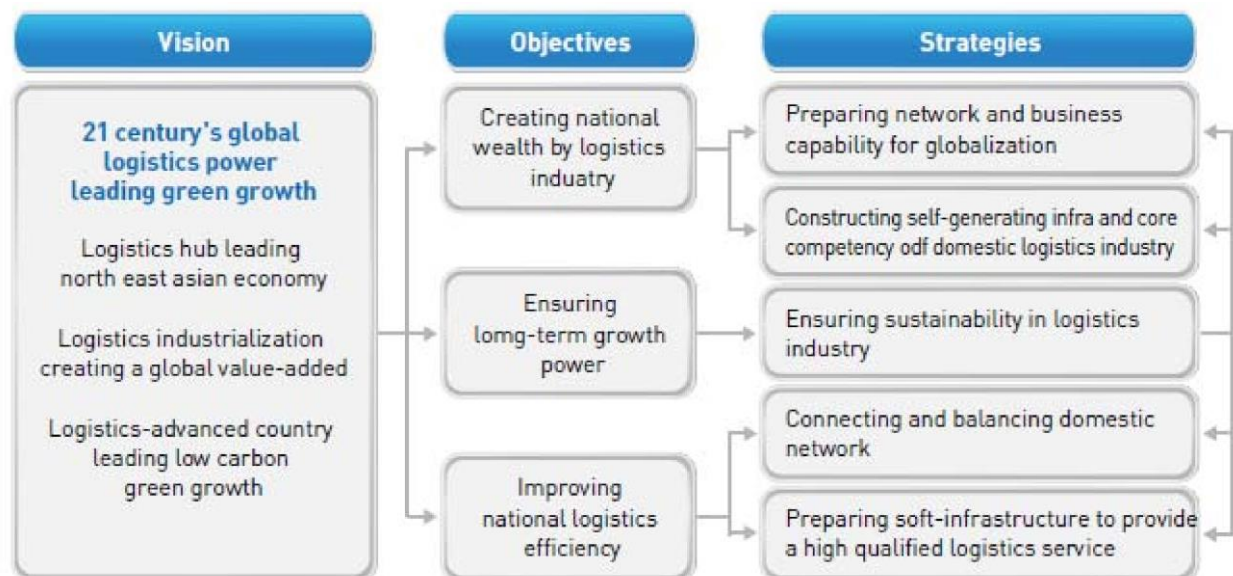 Vision
21 century's global
logistics power
leading green growth
Logistics hub leading
north east asian economy
Logistics industrialization
creating a global value-added
Logistics-advanced country
leading low carbon
green growth
Objectives
Creating national
wealth by logistics
induatry
Ensuring
lomg-term growth
power
Improving
national logistics
efficiency
Strategies
Preparing network and business
capability for globalization
Constructing self-generating infra and core
competency odf domestic logistics industry
Ensuring sustainability in logistics
industry
Connecting and balancing domestic
network
Preparing soft-infrastructure to provide
a high qualified logistics service